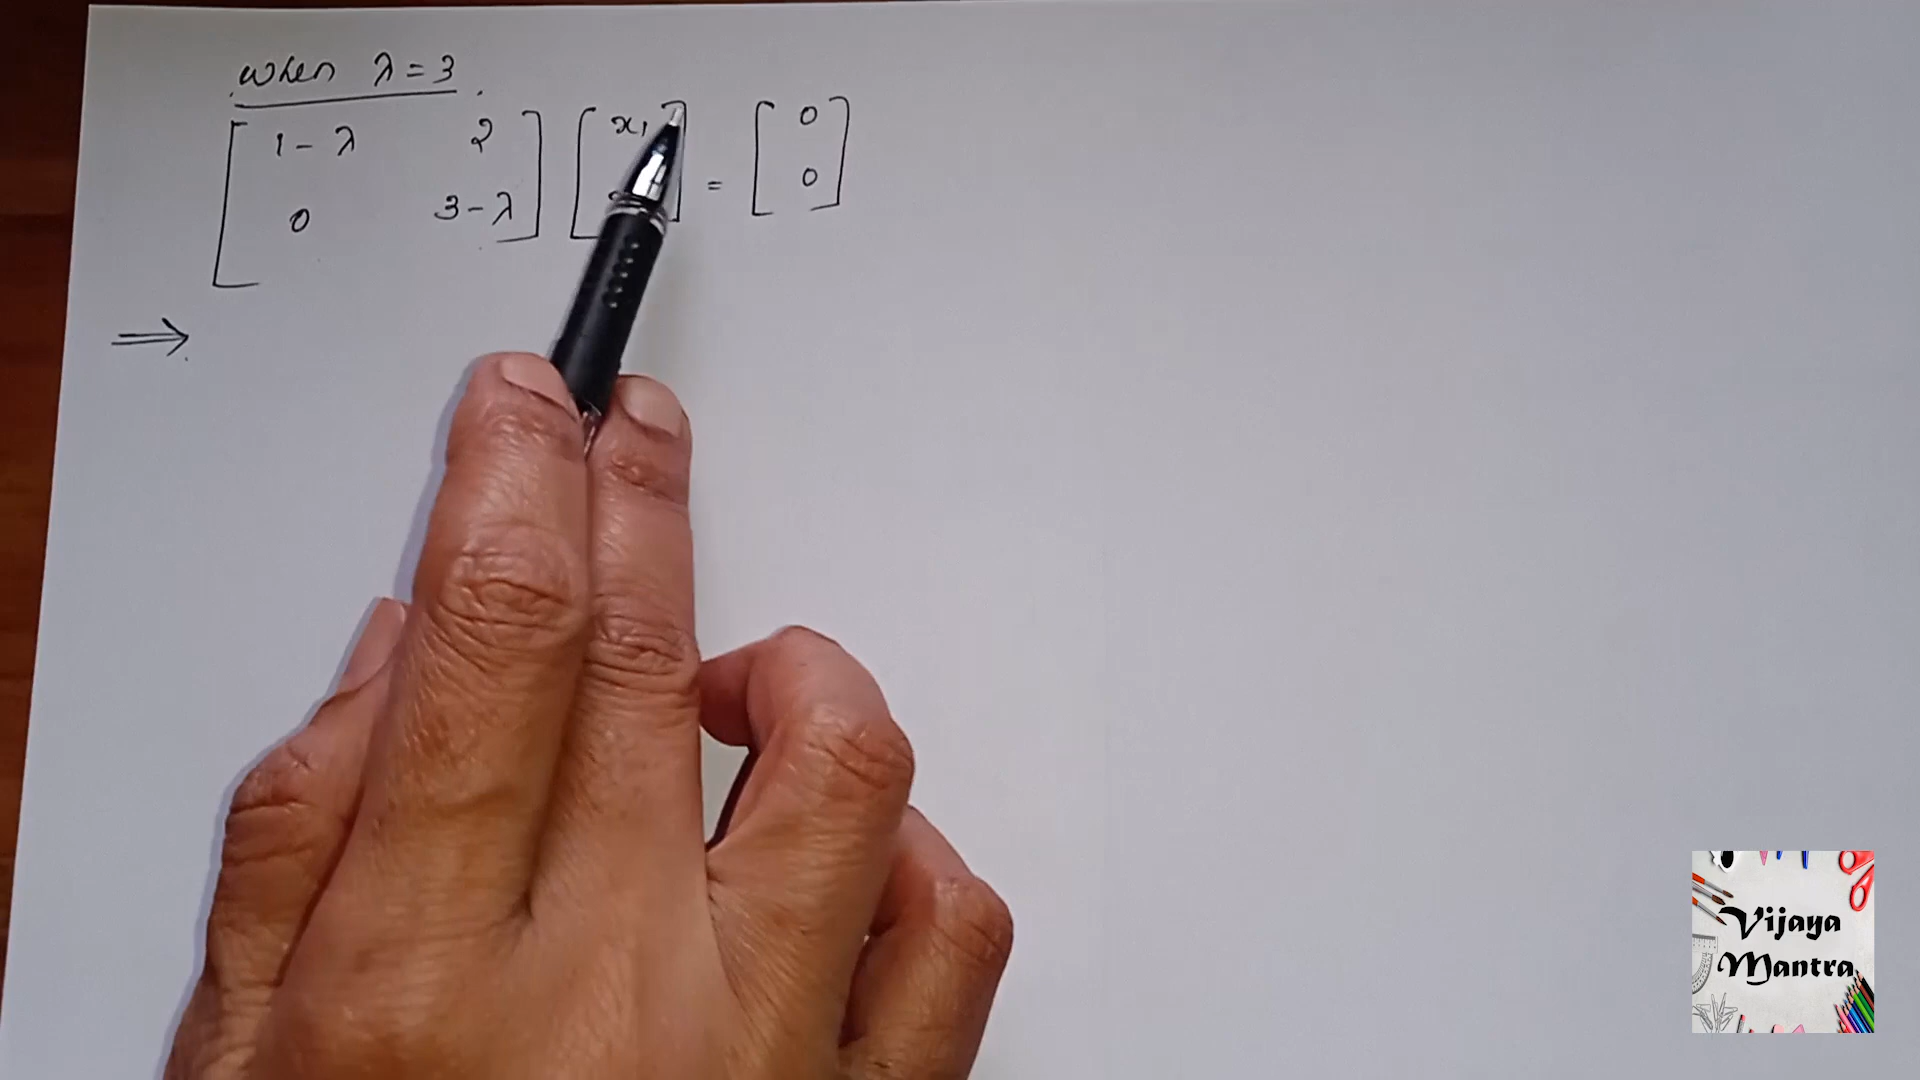 when λ = 3
[ 1 - λ 2 ] [ x₁ ] = [ 0 ]
[ 0 3 - λ ] [ 0 ]
⇒
Vijaya
Mantra